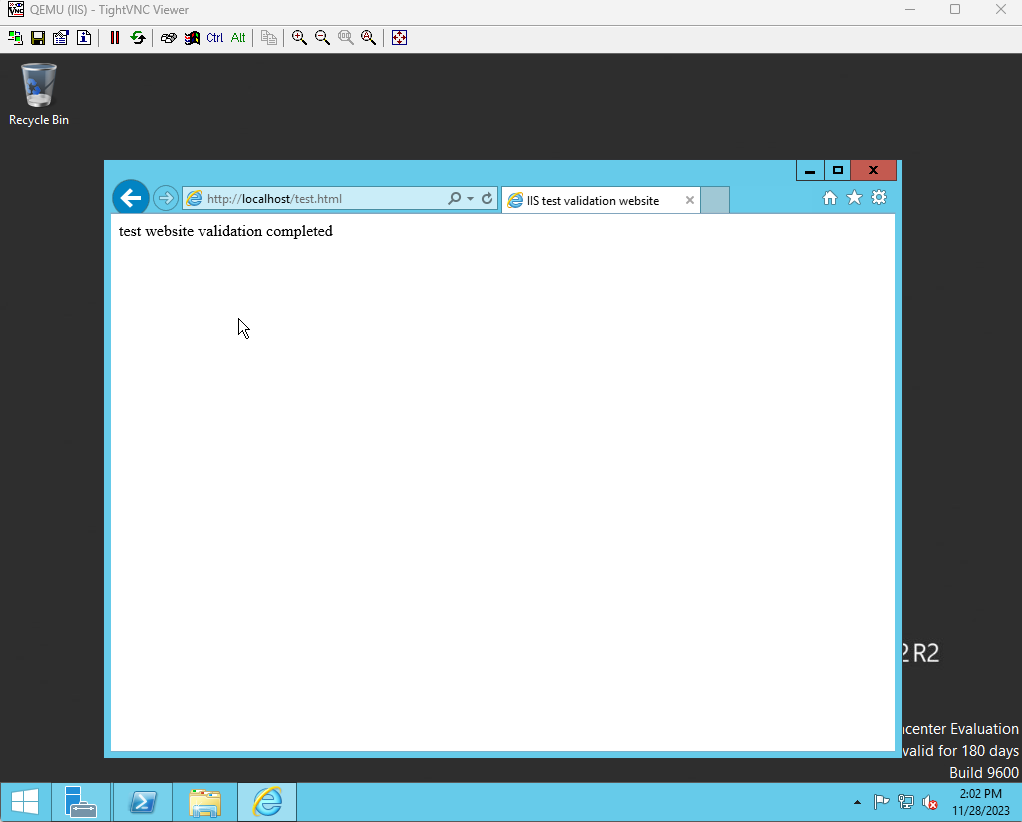 QEMU (IIS) - TightVNC Viewer
Ctrl Alt
Recycle Bin
http://localhost/test.html
IIS test validation website
test website validation completed
2 R2
center Evaluation
valid for 180 days
Build 9600
2:02 PM
11/28/2023